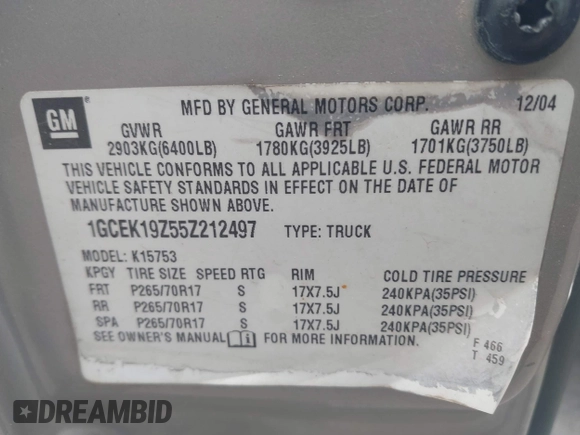 GM
MFD BY GENERAL MOTORS CORP. 12/04
GVWR GAWR FRT GAWR RR
2903KG(6400LB) 1780KG(3925LB) 1701KG(3750LB)
THIS VEHICLE CONFORMS TO ALL APPLICABLE U.S. FEDERAL MOTOR
VEHICLE SAFETY STANDARDS IN EFFECT ON THE DATE OF
MANUFACTURE SHOWN ABOVE.
1GCEK19Z55Z212497 TYPE: TRUCK
MODEL: K15753
KPGY TIRE SIZE SPEED RTG RIM COLD TIRE PRESSURE
FRT P265/70R17 S 17X7.5J 240KPA(35PSI)
RR P265/70R17 S 17X7.5J 240KPA(35PSI)
SPA P265/70R17 S 17X7.5J 240KPA(35PSI)
SEE OWNER'S MANUAL FOR MORE INFORMATION.
F 466
T 459
DREAMBID